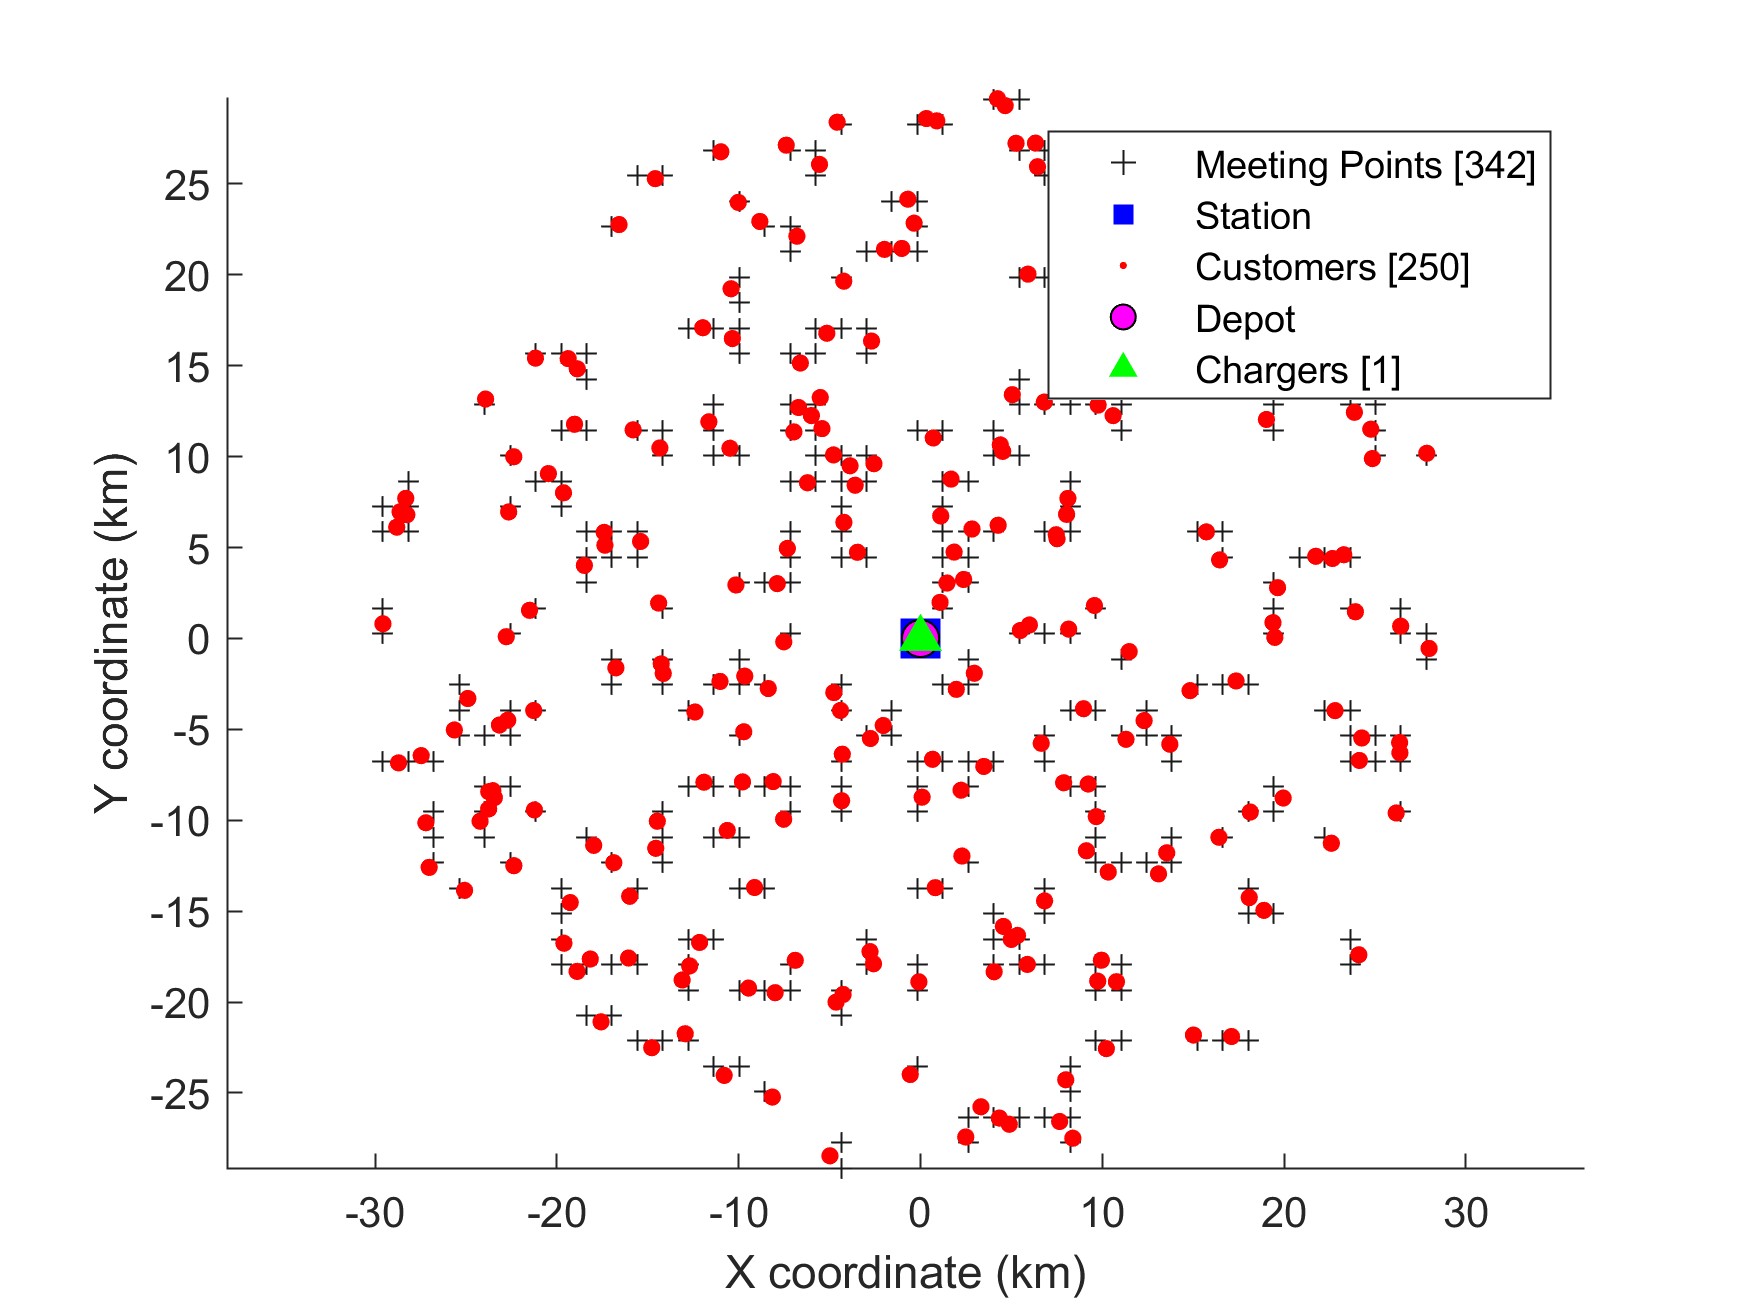 Meeting Points [342]
Station
Customers [250]
Depot
Chargers [1]
25
20
15
10
5
0
-5
-10
-15
-20
-25
Y coordinate (km)
-30 -20 -10 0 10 20 30
X coordinate (km)